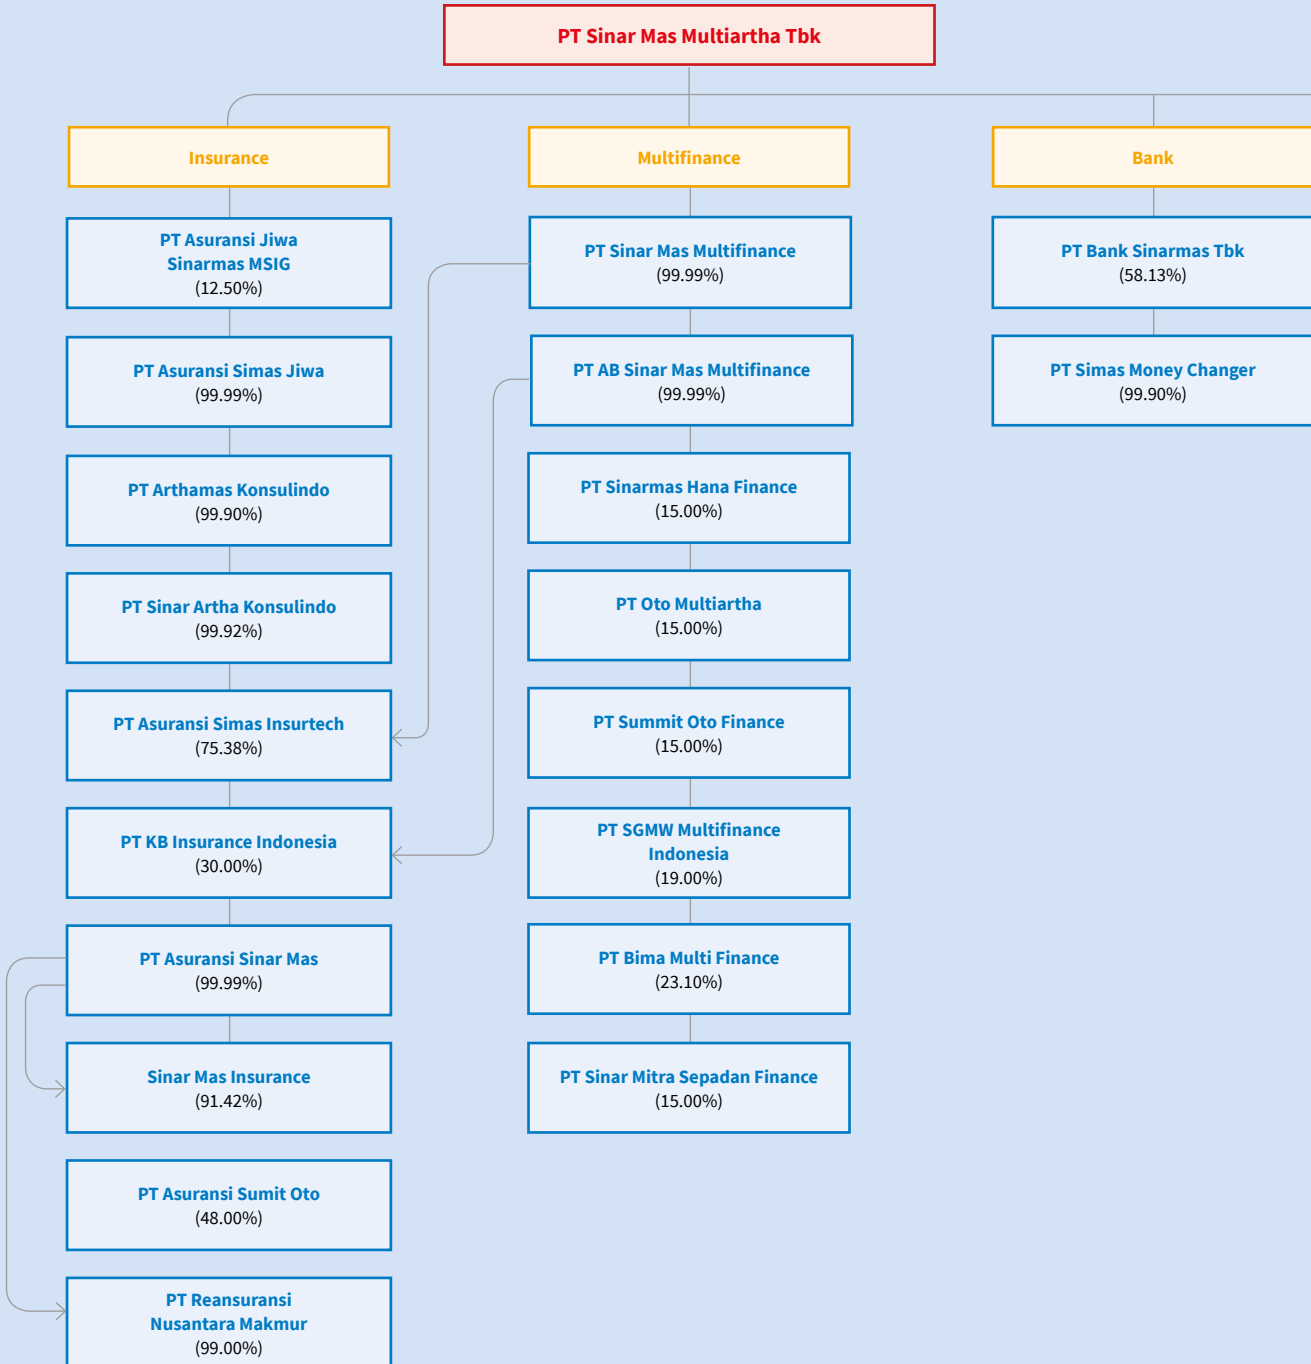 PT Sinar Mas Multiartha Tbk
Insurance
PT Asuransi Jiwa
Sinarmas MSIG
(12.50%)
PT Asuransi Simas Jiwa
(99.99%)
PT Arthamas Konsulindo
(99.90%)
PT Sinar Artha Konsulindo
(99.92%)
PT Asuransi Simas Insurtech
(75.38%)
PT KB Insurance Indonesia
(30.00%)
PT Asuransi Sinar Mas
(99.99%)
Sinar Mas Insurance
(91.42%)
PT Asuransi Sumit Oto
(48.00%)
PT Reansuransi
Nusantara Makmur
(99.00%)
Multifinance
PT Sinar Mas Multifinance
(99.99%)
PT AB Sinar Mas Multifinance
(99.99%)
PT Sinarmas Hana Finance
(15.00%)
PT Oto Multiartha
(15.00%)
PT Summit Oto Finance
(15.00%)
PT SGMW Multifinance
Indonesia
(19.00%)
PT Bima Multi Finance
(23.10%)
PT Sinar Mitra Sepadan Finance
(15.00%)
Bank
PT Bank Sinarmas Tbk
(58.13%)
PT Simas Money Changer
(99.90%)